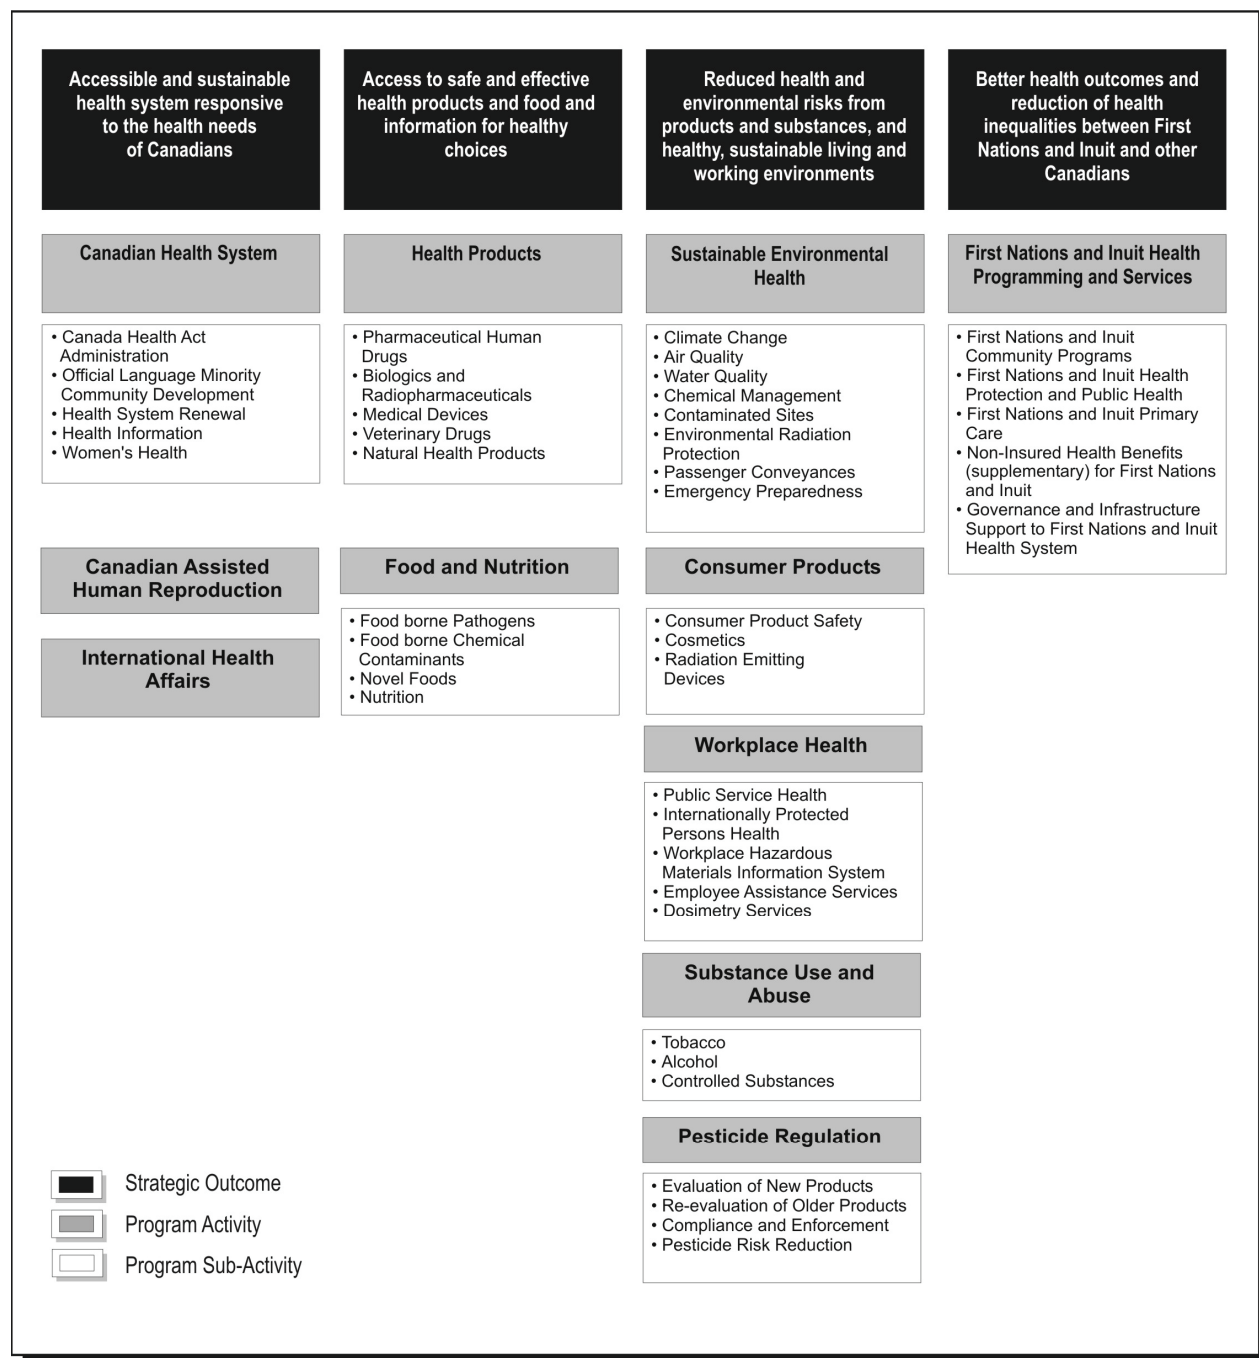 Accessible and sustainable
health system responsive
to the health needs
of Canadians
Access to safe and effective
health products and food and
information for healthy
choices
Reduced health and
environmental risks from
products and substances, and
healthy, sustainable living and
working environments
Better health outcomes and
reduction of health
inequalities between First
Nations and Inuit and other
Canadians
Canadian Health System
• Canada Health Act
Administration
• Official Language Minority
Community Development
• Health System Renewal
• Health Information
• Women's Health
Canadian Assisted
Human Reproduction
International Health
Affairs
Health Products
• Pharmaceutical Human
Drugs
• Biologics and
Radiopharmaceuticals
• Medical Devices
• Veterinary Drugs
• Natural Health Products
Food and Nutrition
• Food borne Pathogens
• Food borne Chemical
Contaminants
• Novel Foods
• Nutrition
Sustainable Environmental
Health
• Climate Change
• Air Quality
• Water Quality
• Chemical Management
• Contaminated Sites
• Environmental Radiation
Protection
• Passenger Conveyances
• Emergency Preparedness
Consumer Products
• Consumer Product Safety
• Cosmetics
• Radiation Emitting
Devices
Workplace Health
• Public Service Health
• Internationally Protected
Persons Health
• Workplace Hazardous
Materials Information System
• Employee Assistance Services
• Dosimetry Services
Substance Use and
Abuse
• Tobacco
• Alcohol
• Controlled Substances
Pesticide Regulation
• Evaluation of New Products
• Re-evaluation of Older Products
• Compliance and Enforcement
• Pesticide Risk Reduction
First Nations and Inuit Health
Programming and Services
• First Nations and Inuit
Community Programs
• First Nations and Inuit Health
Protection and Public Health
• First Nations and Inuit Primary
Care
• Non-Insured Health Benefits
(supplementary) for First Nations
and Inuit
• Governance and Infrastructure
Support to First Nations and Inuit
Health System
Strategic Outcome
Program Activity
Program Sub-Activity